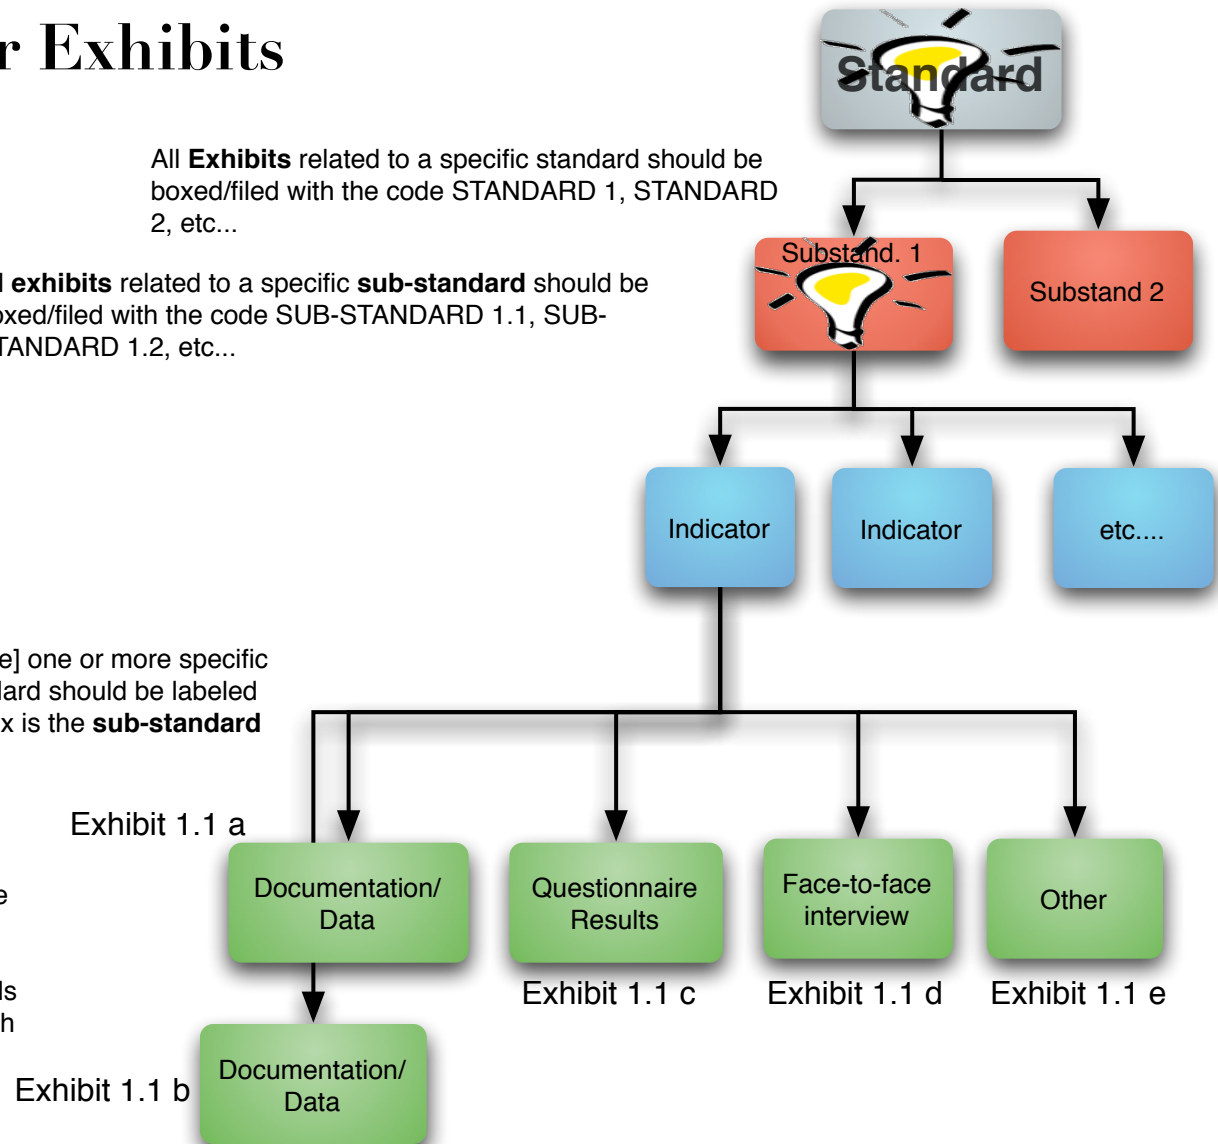 r Exhibits
Standard
All Exhibits related to a specific standard should be
boxed/filed with the code STANDARD 1, STANDARD
2, etc...
Substand. 1
Substand 2
l exhibits related to a specific sub-standard should be
oxed/filed with the code SUB-STANDARD 1.1, SUB-
TANDARD 1.2, etc...
Indicator
Indicator
etc....
e] one or more specific
dard should be labeled
x is the sub-standard
Exhibit 1.1 a
Documentation/
Data
Questionnaire
Results
Face-to-face
interview
Other
e
Exhibit 1.1 c
Exhibit 1.1 d
Exhibit 1.1 e
ls
h
Exhibit 1.1 b
Documentation/
Data